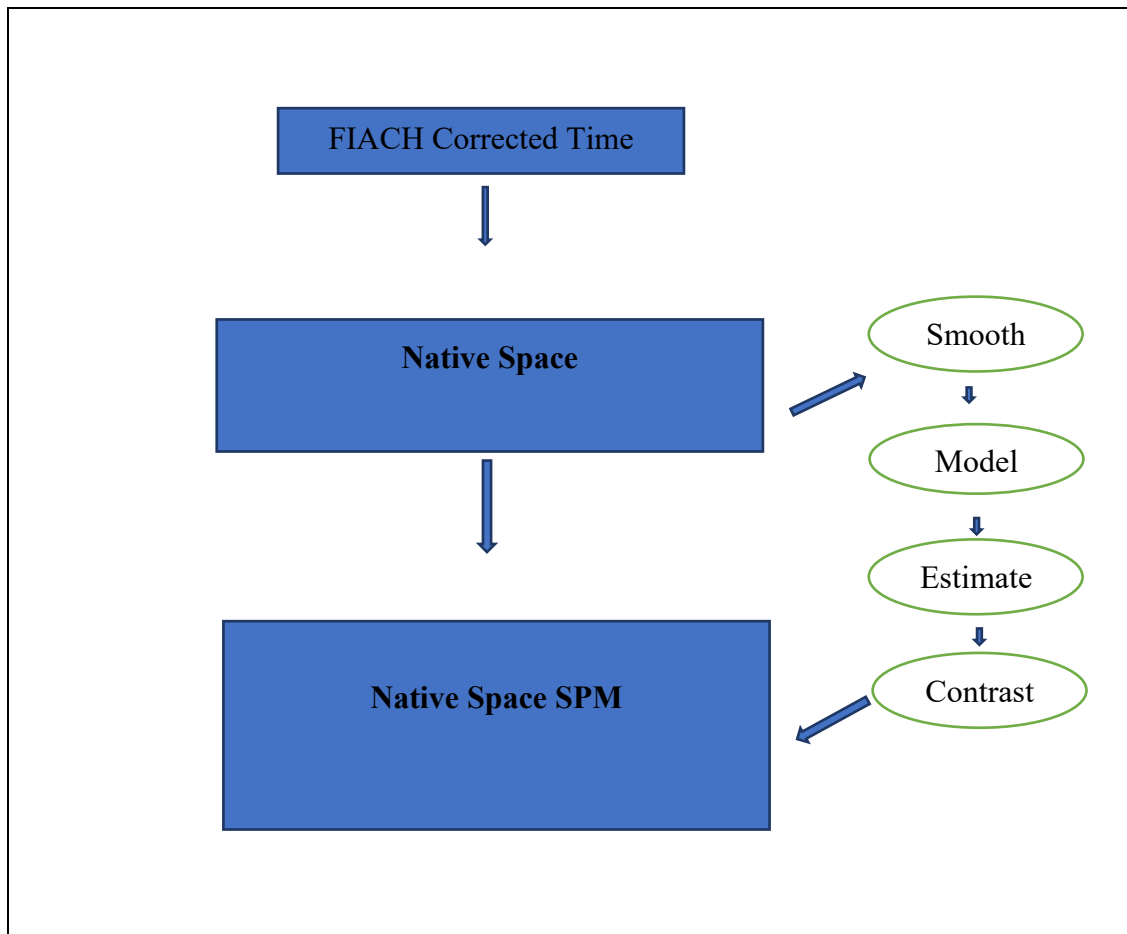 FIACH Corrected Time
Native Space
Smooth
Model
Estimate
Native Space SPM
Contrast